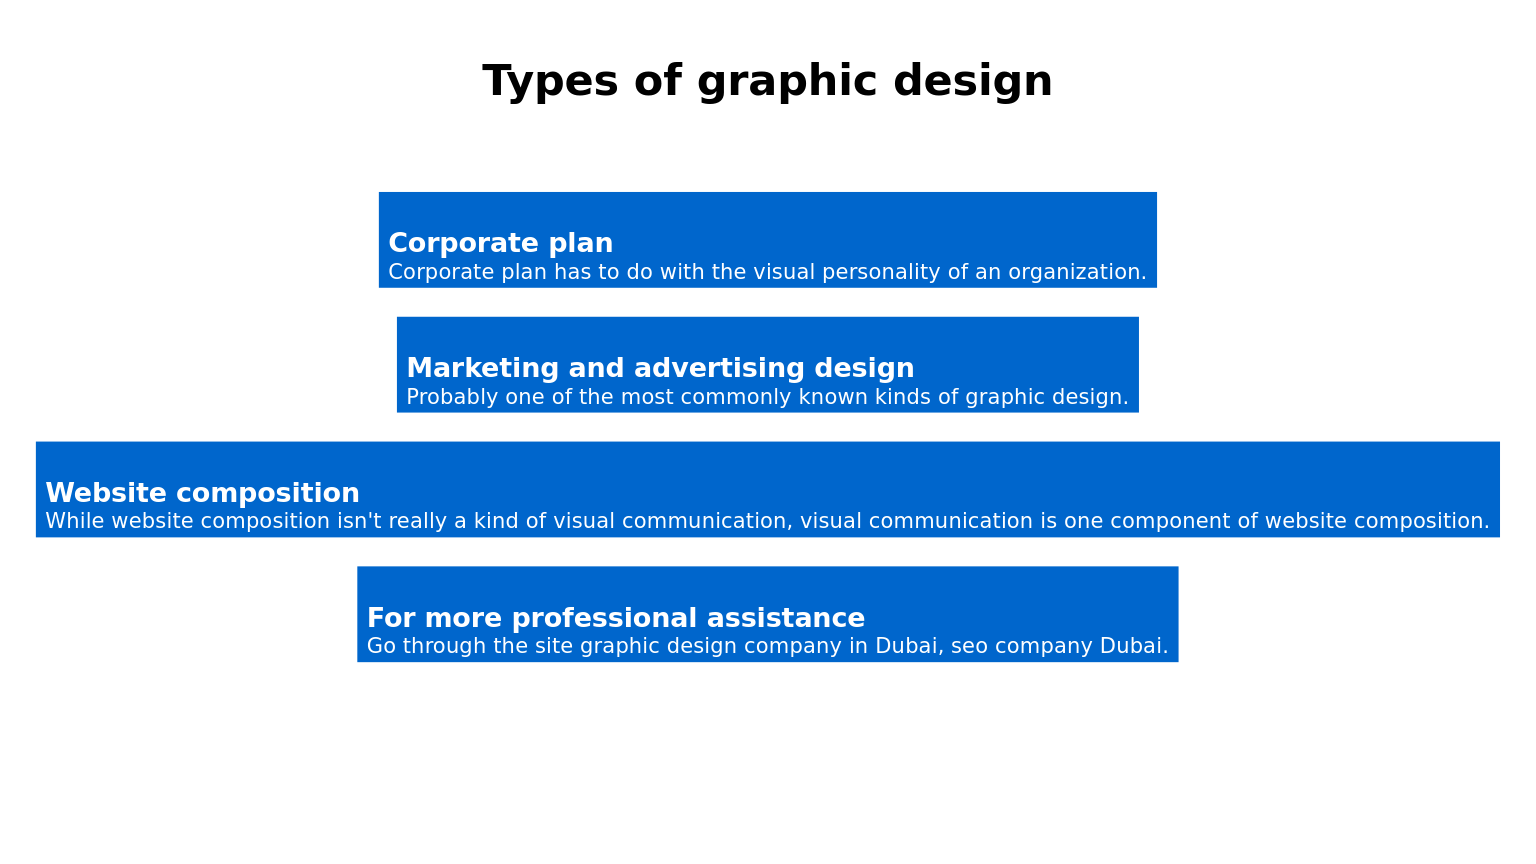 Types of graphic design
Corporate plan
Corporate plan has to do with the visual personality of an organization.
Marketing and advertising design
Probably one of the most commonly known kinds of graphic design.
Website composition
While website composition isn't really a kind of visual communication, visual communication is one component of website composition.
For more professional assistance
Go through the site graphic design company in Dubai, seo company Dubai.